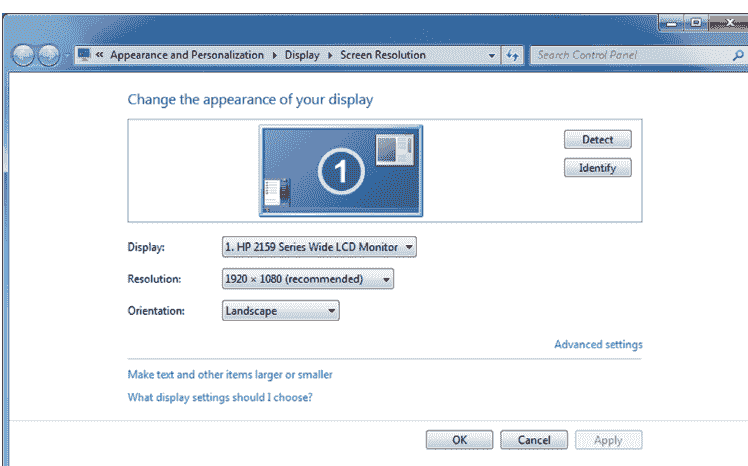 « Appearance and Personalization ▸ Display ▸ Screen Resolution
Search Control Panel
Change the appearance of your display
1
Detect
Identify
Display: 1. HP 2159 Series Wide LCD Monitor
Resolution: 1920 × 1080 (recommended)
Orientation: Landscape
Advanced settings
Make text and other items larger or smaller
What display settings should I choose?
OK Cancel Apply